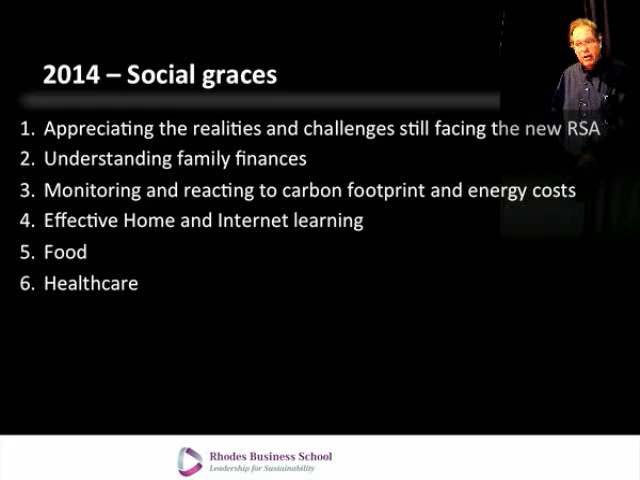 2014 – Social graces
1. Appreciating the realities and challenges still facing the new RSA
2. Understanding family finances
3. Monitoring and reacting to carbon footprint and energy costs
4. Effective Home and Internet learning
5. Food
6. Healthcare
Rhodes Business School
Leadership for Sustainability